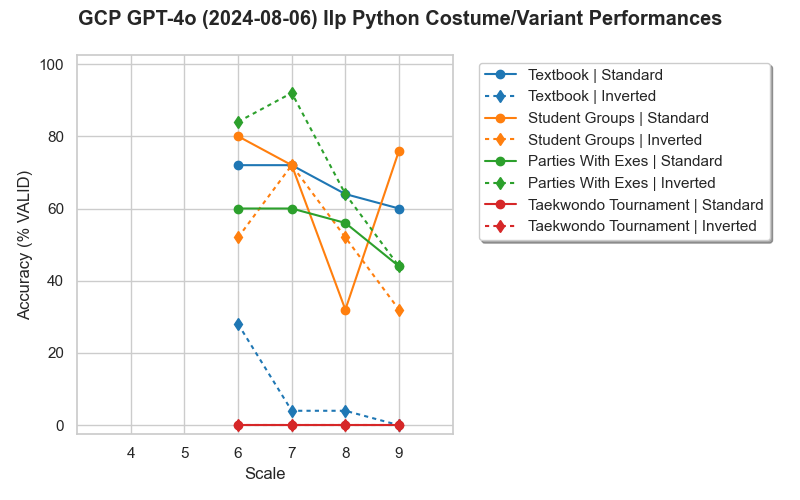 GCP GPT-4o (2024-08-06) Ilp Python Costume/Variant Performances
100
80
60
40
20
0
Accuracy (% VALID)
4 5 6 7 8 9
Scale
Textbook | Standard
Textbook | Inverted
Student Groups | Standard
Student Groups | Inverted
Parties With Exes | Standard
Parties With Exes | Inverted
Taekwondo Tournament | Standard
Taekwondo Tournament | Inverted